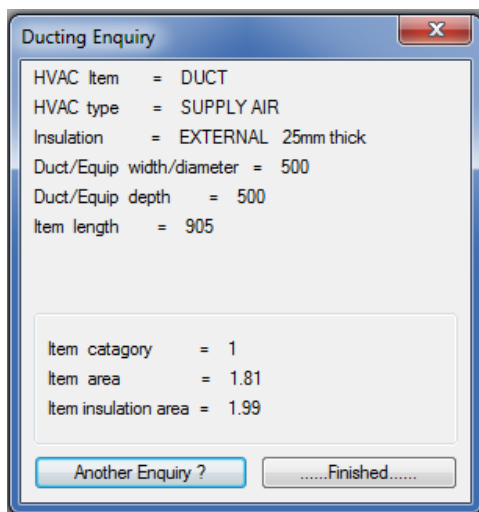 Ducting Enquiry
HVAC Item = DUCT
HVAC type = SUPPLY AIR
Insulation = EXTERNAL 25mm thick
Duct/Equip width/diameter = 500
Duct/Equip depth = 500
Item length = 905
Item catagory = 1
Item area = 1.81
Item insulation area = 1.99
Another Enquiry ?
......Finished......